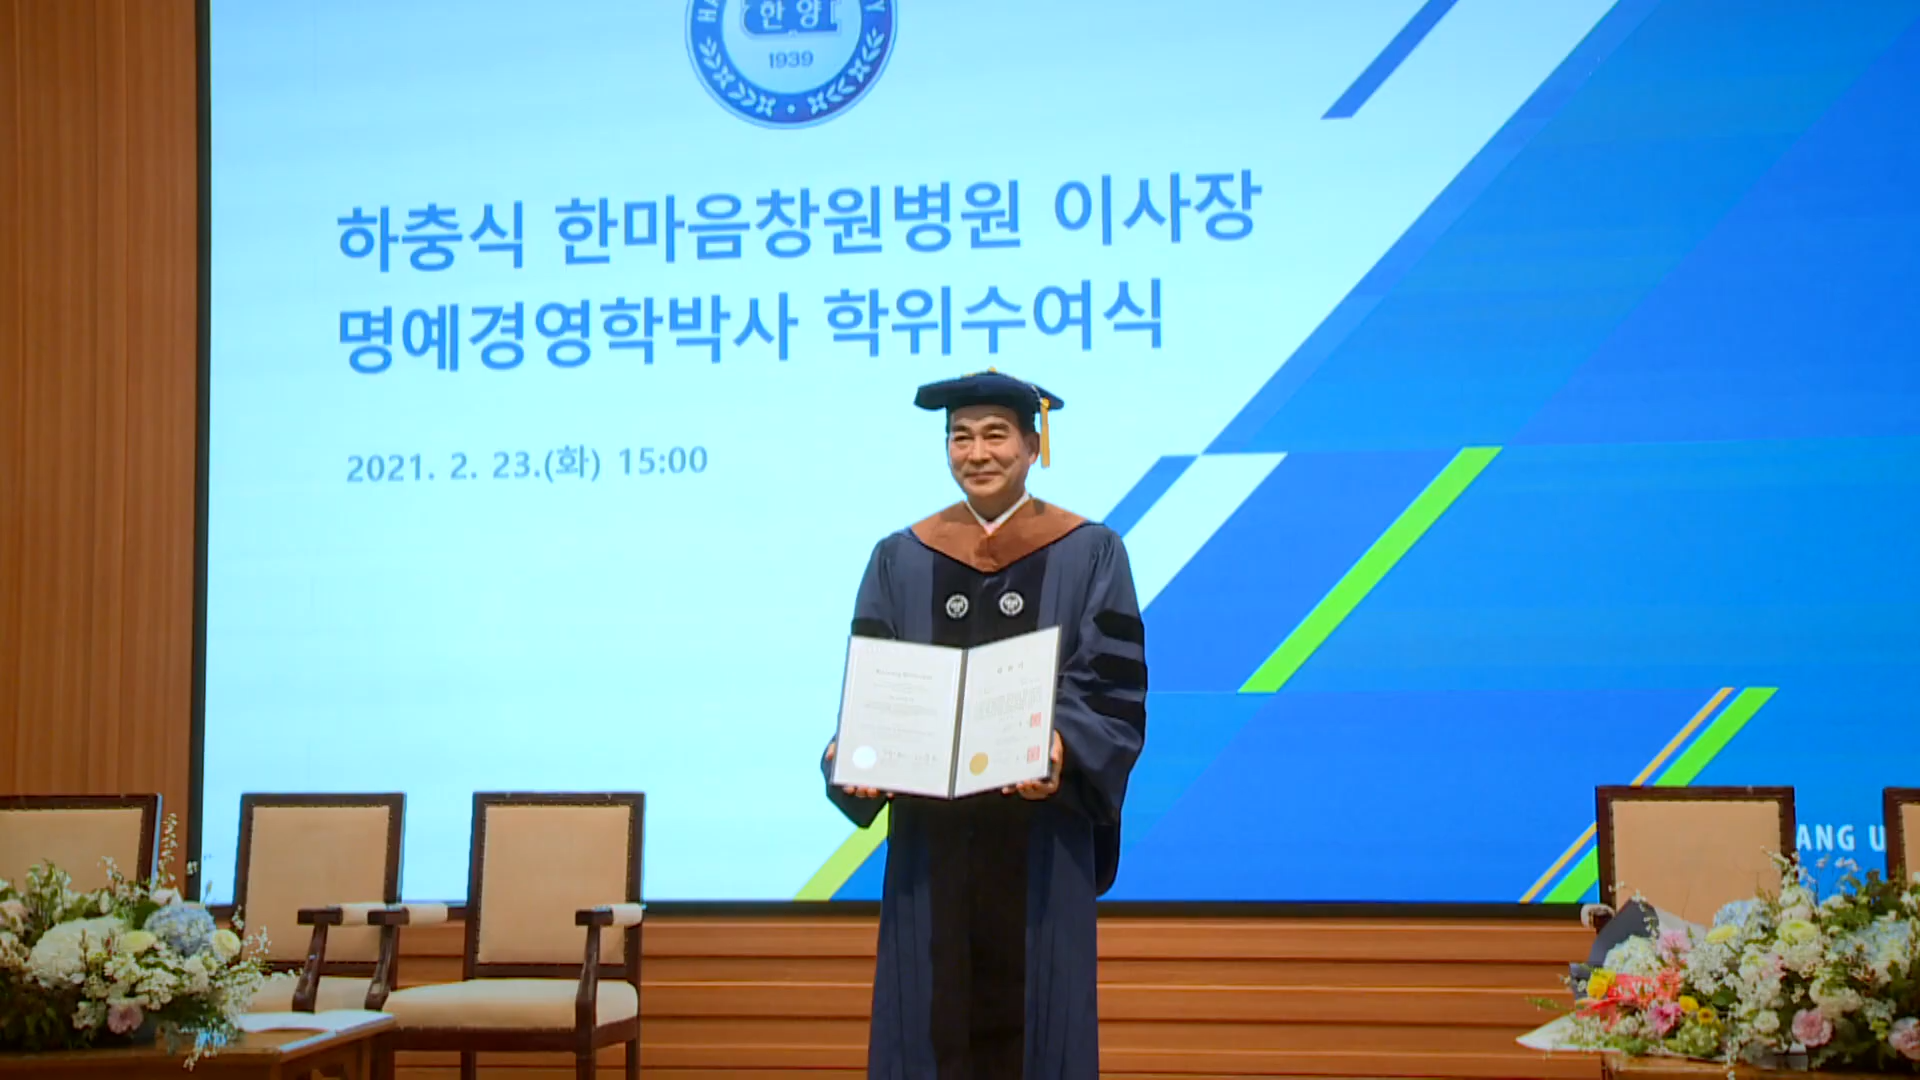 한양
1939
하충식 한마음창원병원 이사장
명예경영학박사 학위수여식
2021. 2. 23.(화) 15:00